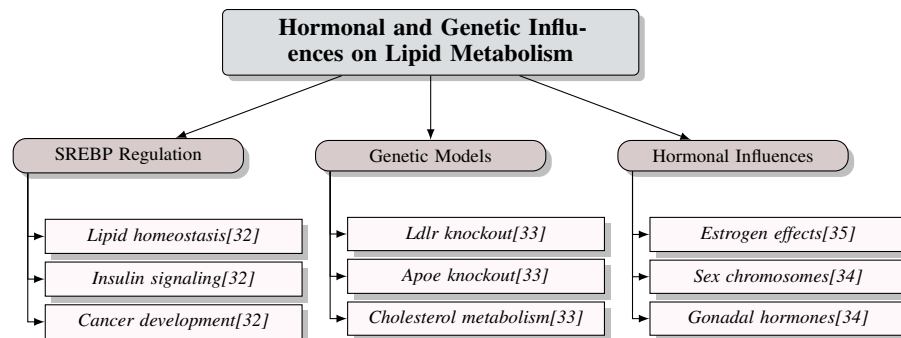 Hormonal and Genetic Influ-
ences on Lipid Metabolism
SREBP Regulation
Genetic Models
Hormonal Influences
Lipid homeostasis[32]
Insulin signaling[32]
Cancer development[32]
Ldlr knockout[33]
Apoe knockout[33]
Cholesterol metabolism[33]
Estrogen effects[35]
Sex chromosomes[34]
Gonadal hormones[34]